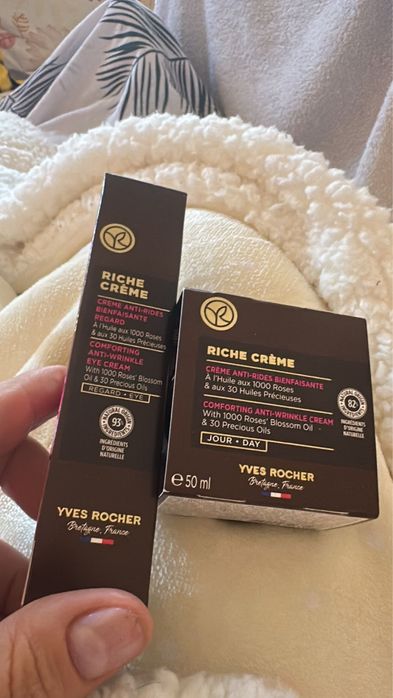 RICHE
CRÈME
CRÈME ANTI-RIDES
BIENFAISANTE
REGARD
À l'Huile aux 1000 Roses
& aux 30 Huiles Précieuses
COMFORTING
ANTI-WRINKLE
EYE CREAM
With 1000 Roses' Blossom
Oil & 30 Precious Oils
REGARD • EYE
93
INGRÉDIENTS
D'ORIGINE
NATURELLE
YVES ROCHER
Bretagne, France
RICHE CRÈME
CRÈME ANTI-RIDES BIENFAISANTE
À l'Huile aux 1000 Roses
& aux 30 Huiles Précieuses
COMFORTING ANTI-WRINKLE CREAM
With 1000 Roses' Blossom Oil
& 30 Precious Oils
JOUR • DAY
82
INGRÉDIENTS
D'ORIGINE
NATURELLE
YVES ROCHER
Bretagne, France
e 50 ml